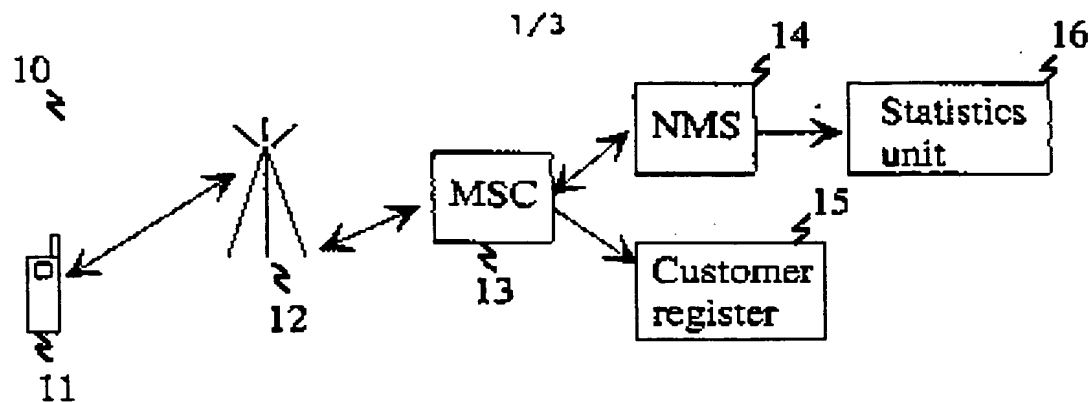 1/3
10
14
16
NMS
Statistics
unit
MSC
15
13
Customer
register
12
11